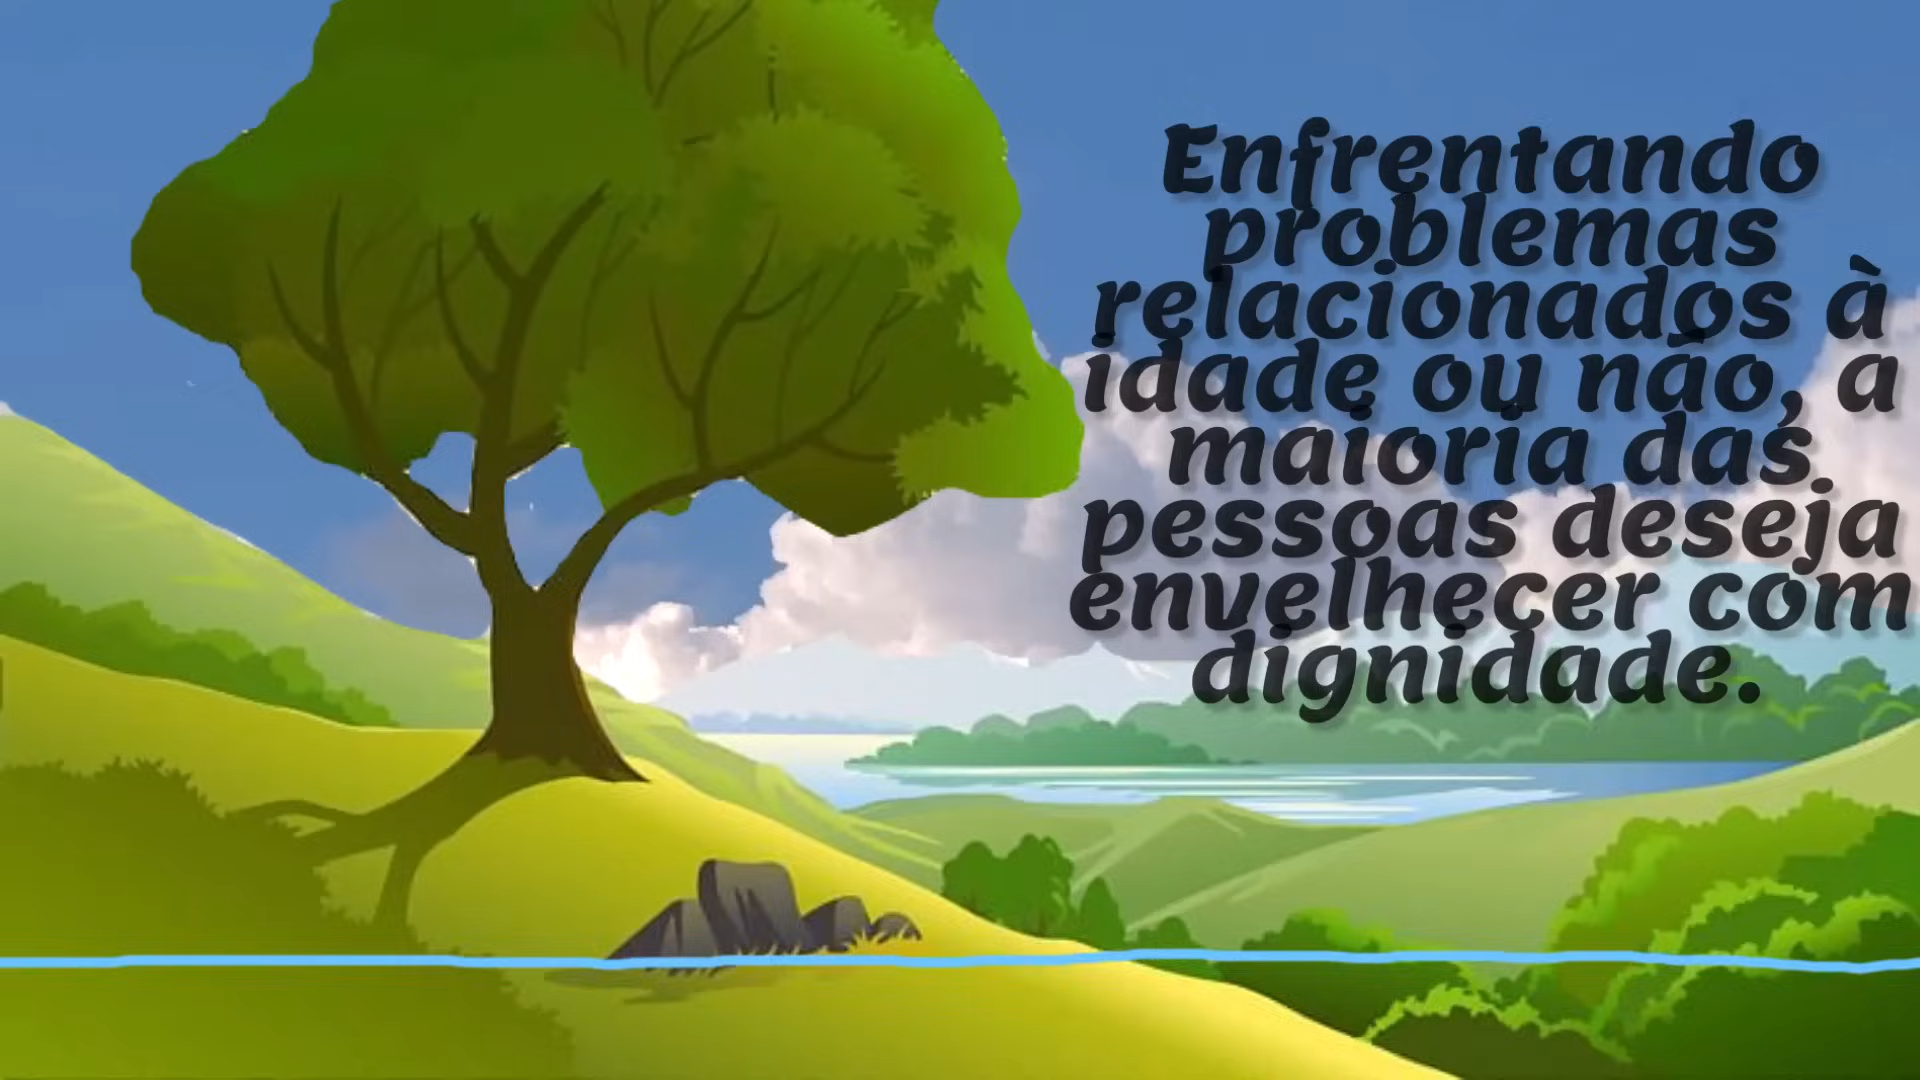 Enfrentando
problemas
relacionados à
idade ou não, a
maioria das
pessoas deseja
envelhecer com
dignidade.